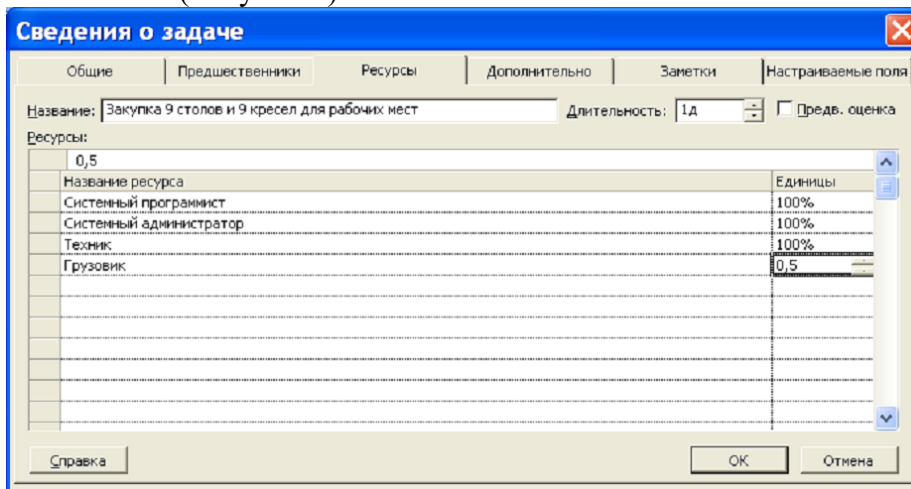 Сведения о задаче
Общие Предшественники Ресурсы Дополнительно Заметки Настраиваемые поля
Название: Закупка 9 столов и 9 кресел для рабочих мест Длительность: 1д Предв. оценка
Ресурсы:
0,5
Название ресурса Единицы
Системный программист 100%
Системный администратор 100%
Техник 100%
Грузовик 0,5
Справка ОК Отмена